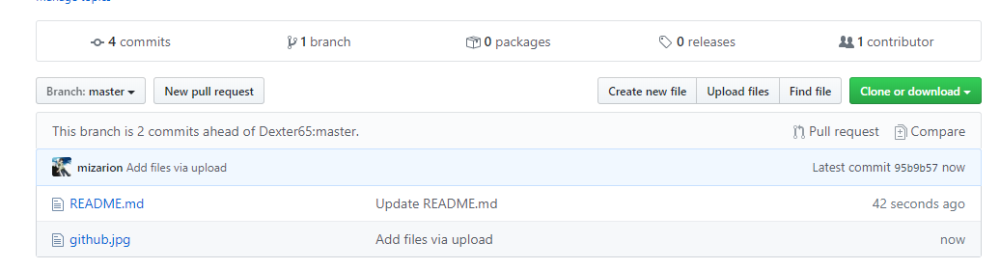 manage topics
4 commits 1 branch 0 packages 0 releases 1 contributor
Branch: master New pull request Create new file Upload files Find file Clone or download
This branch is 2 commits ahead of Dexter65:master. Pull request Compare
mizarion Add files via upload Latest commit 95b9b57 now
README.md Update README.md 42 seconds ago
github.jpg Add files via upload now